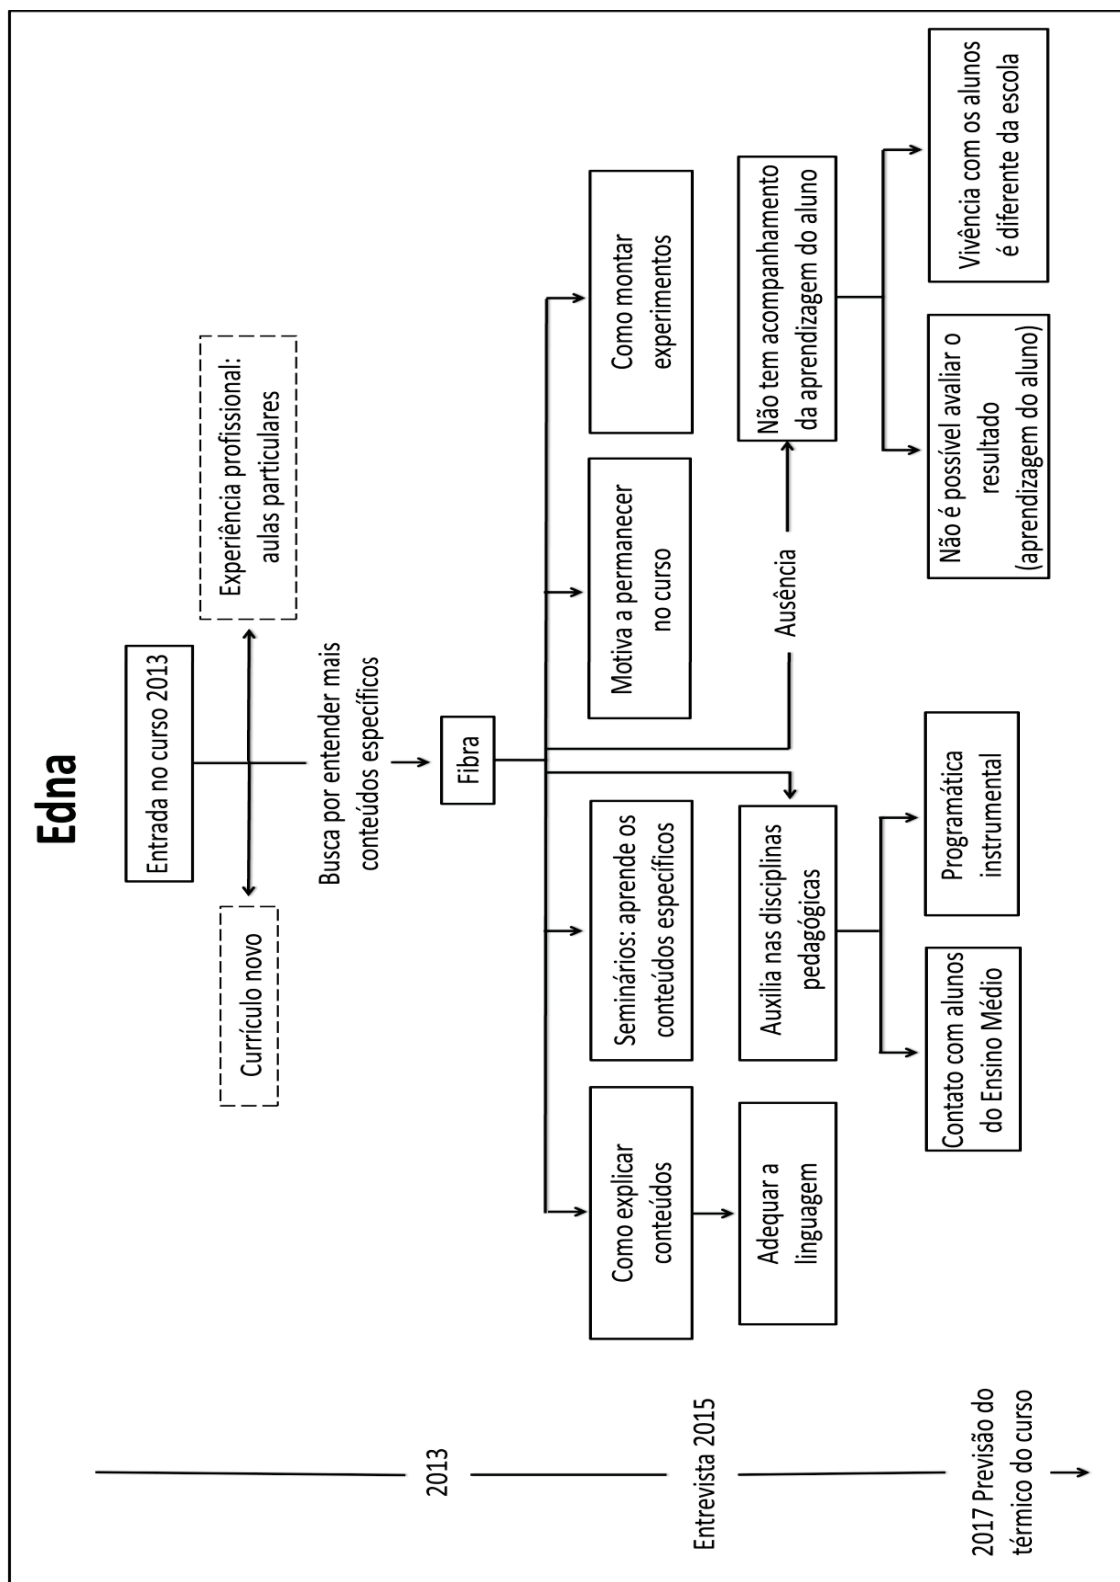 Edna
Entrada no curso 2013
Currículo novo
Experiência profissional:
aulas particulares
Busca por entender mais
conteúdos específicos
Fibra
Como explicar
conteúdos
Seminários: aprende os
conteúdos específicos
Motiva a permanecer
no curso
Como montar
experimentos
Adequar a
linguagem
Auxilia nas disciplinas
pedagógicas
Ausência
Não tem acompanhamento
da aprendizagem do aluno
Contato com alunos
do Ensino Médio
Programática
instrumental
Não é possível avaliar o
resultado
(aprendizagem do aluno)
Vivência com os alunos
é diferente da escola
2013
Entrevista 2015
2017 Previsão do
térmico do curso